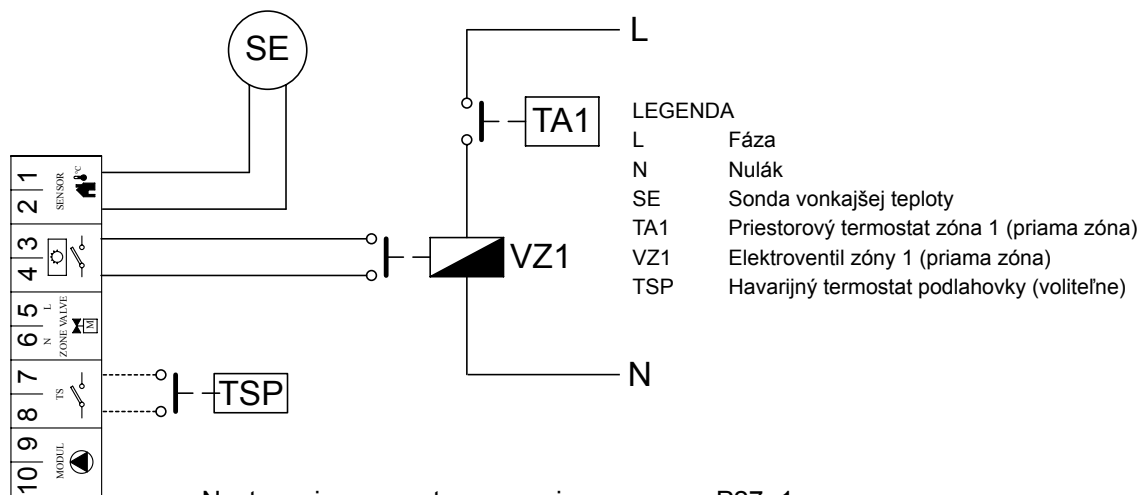 SE
L
TA1
LEGENDA
L Fáza
N Nulák
SE Sonda vonkajšej teploty
TA1 Priestorový termostat zóna 1 (priama zóna)
VZ1 Elektroventil zóny 1 (priama zóna)
TSP Havarijný termostat podlahovky (voliteľne)
1
2
SENSOR
°C
3
4
VZ1
5
6
L
N
ZONE VALVE
M
N
7
8
TS
TSP
9
10
MODUL